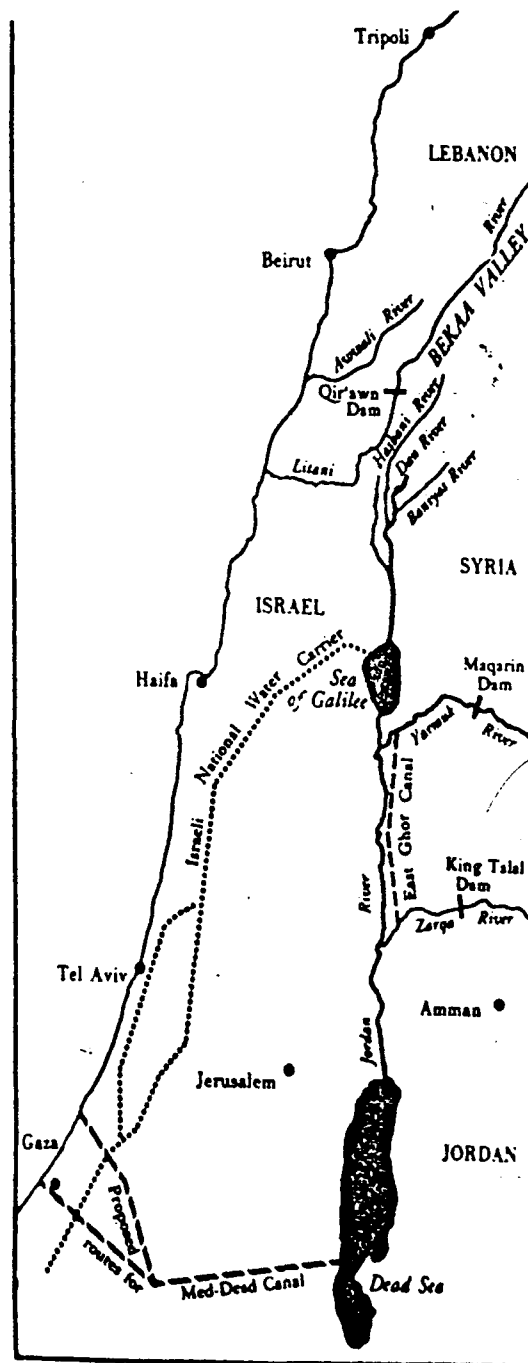 Tripoli
LEBANON
River
BEKAA VALLEY
Beirut
Awwali River
Qir'awn
Dam
Hasbani River
Dan River
Litani
Baniyas River
SYRIA
ISRAEL
Israeli National Water Carrier
Haifa
Sea
of Galilee
Maqarin
Dam
Yarmuk River
East Ghor Canal
King Talal
Dam
Zarqa River
Jordan River
Tel Aviv
Amman
Jerusalem
Gaza
JORDAN
Proposed
routes for
Med-Dead Canal
Dead Sea